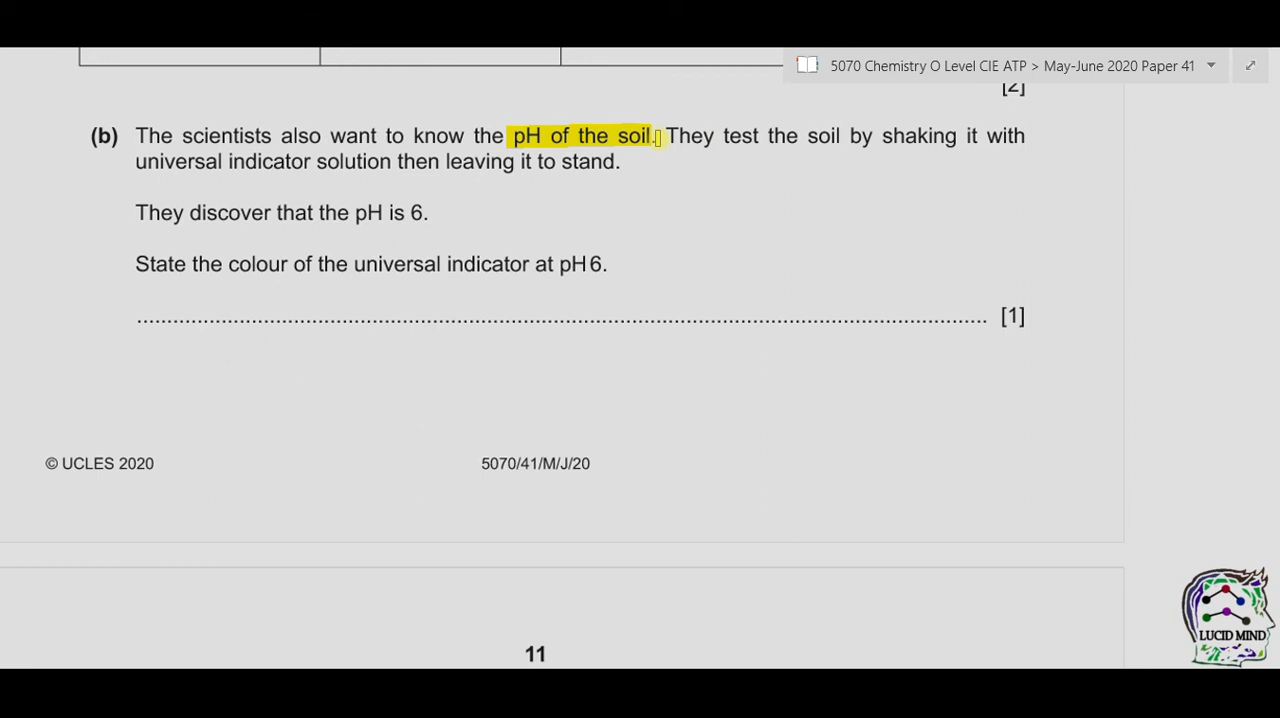 5070 Chemistry O Level CIE ATP > May-June 2020 Paper 41
[2]
(b) The scientists also want to know the pH of the soil. They test the soil by shaking it with
universal indicator solution then leaving it to stand.
They discover that the pH is 6.
State the colour of the universal indicator at pH 6.
.................................................................................................................................. [1]
© UCLES 2020
5070/41/M/J/20
LUCID MIND
11